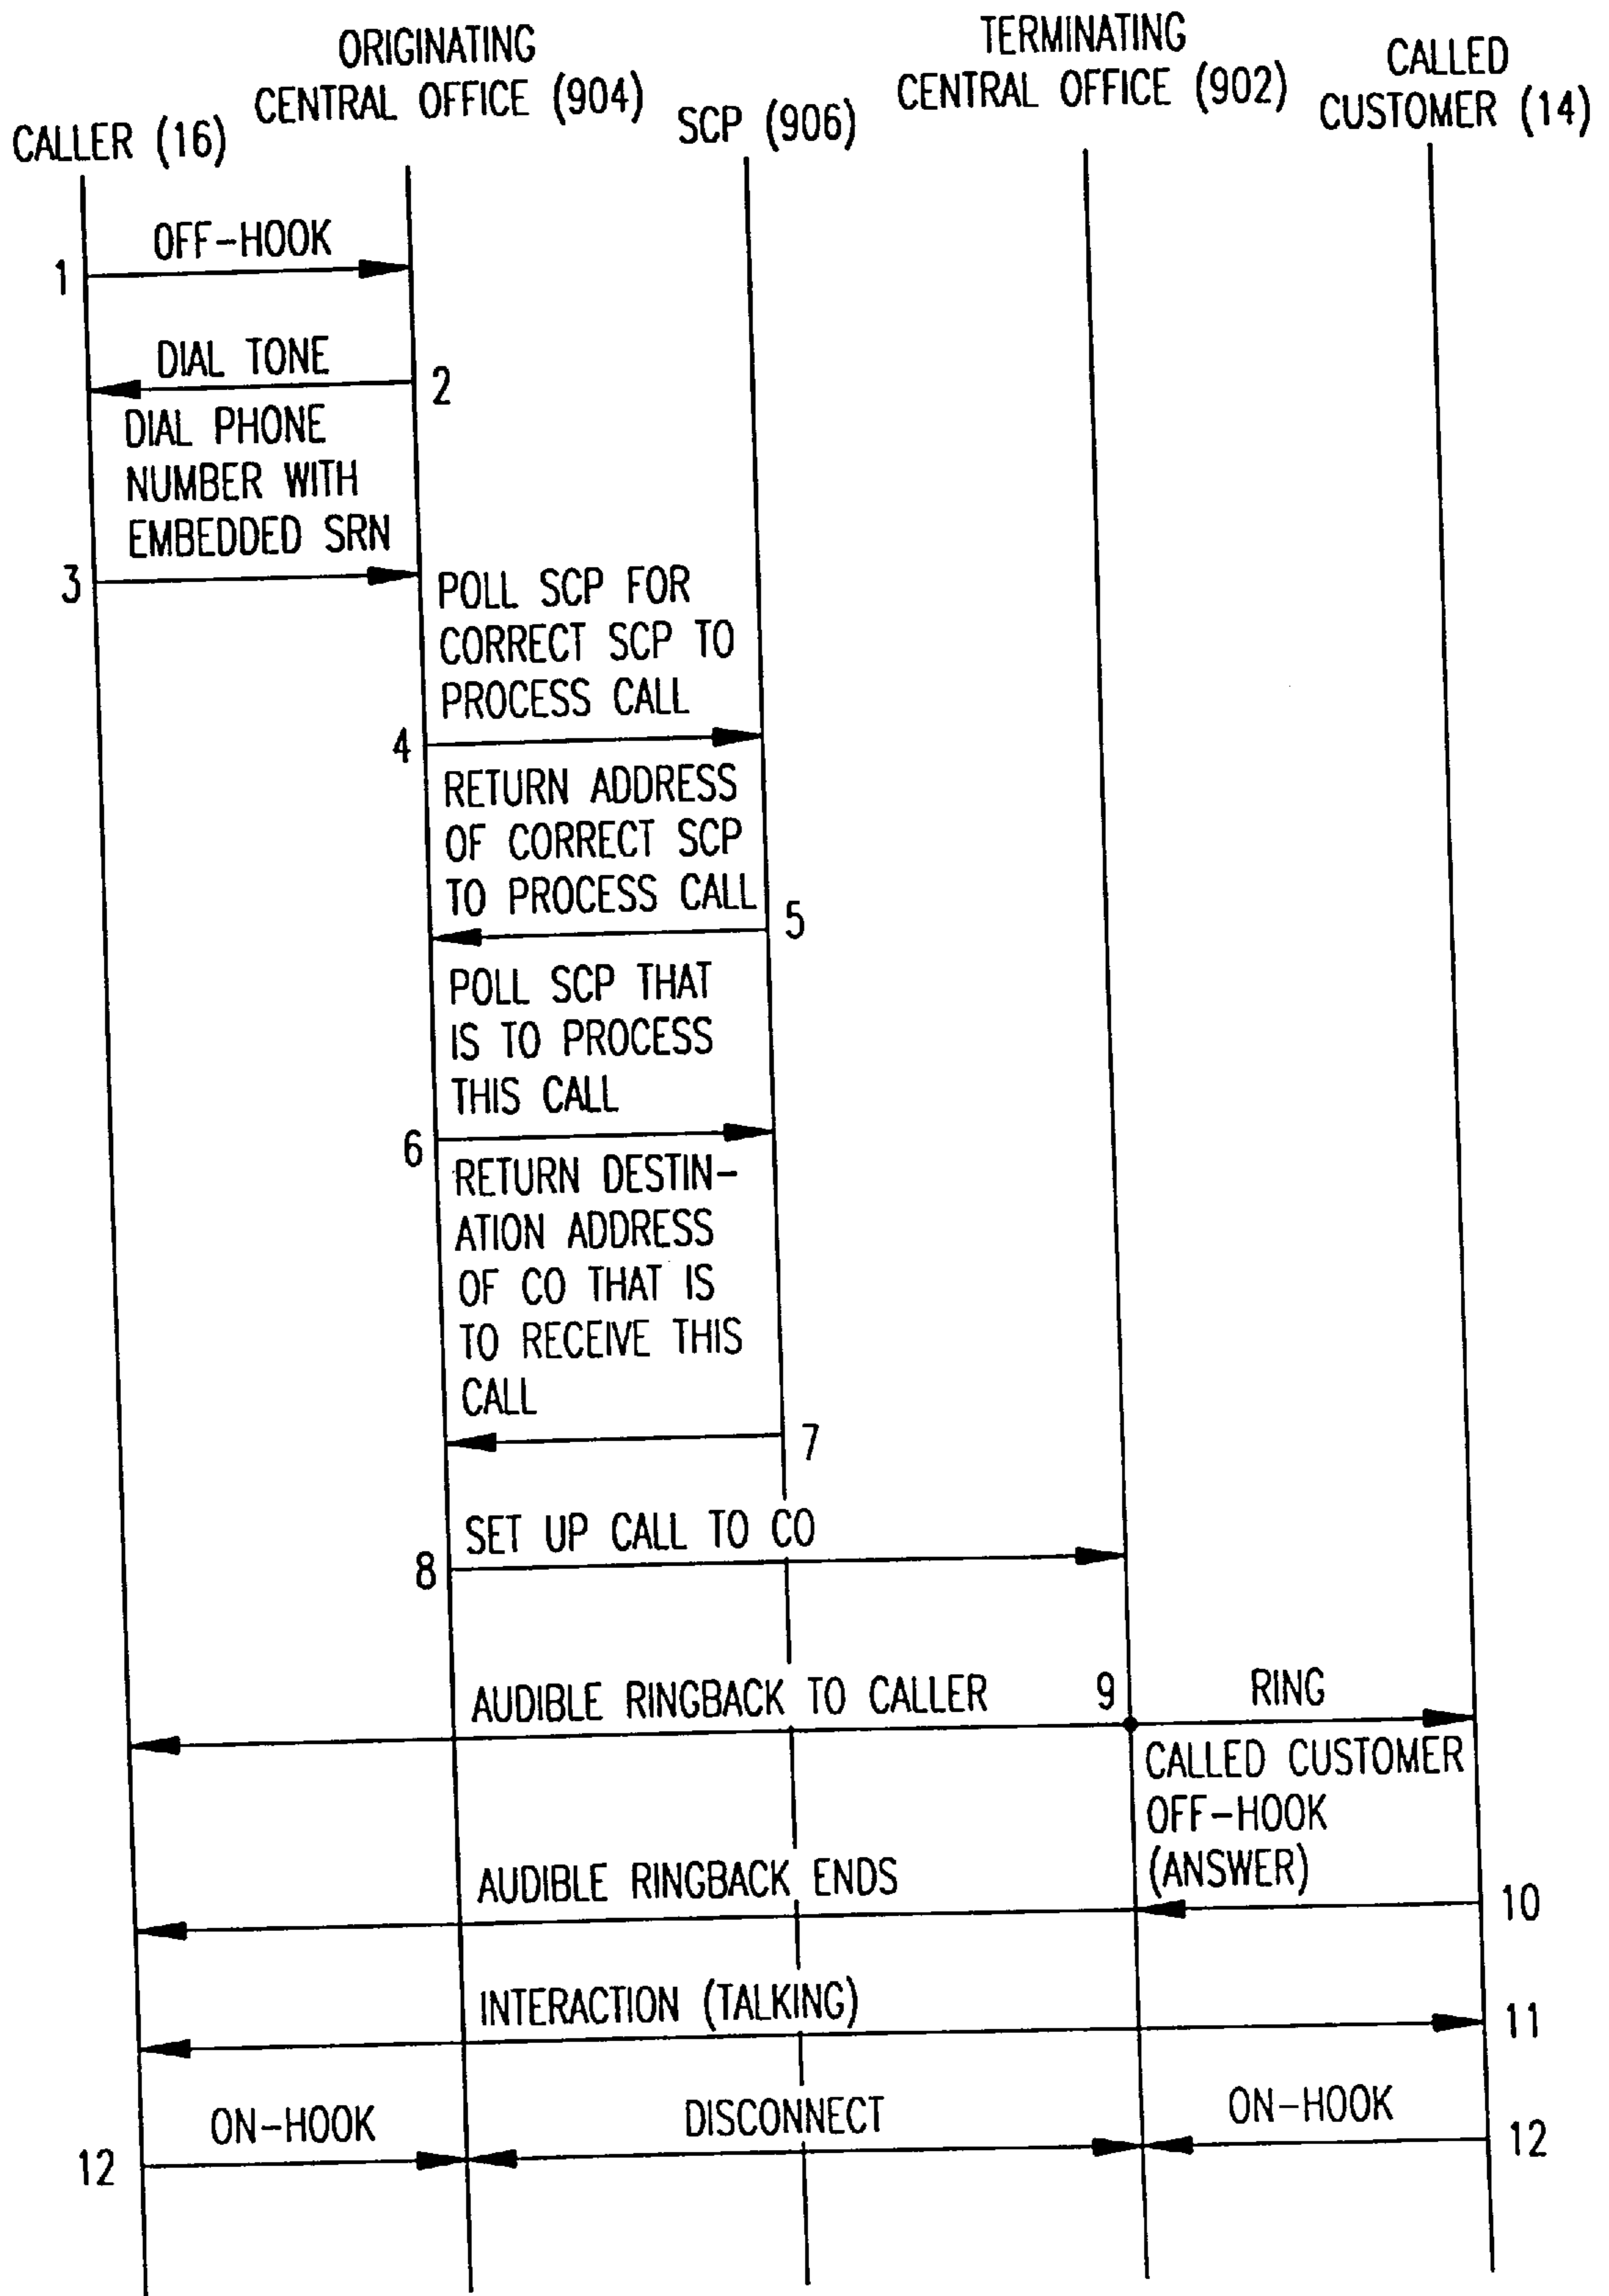 ORIGINATING
CENTRAL OFFICE (904)
TERMINATING
CENTRAL OFFICE (902)
CALLED
CUSTOMER (14)
CALLER (16)
SCP (906)
OFF-HOOK
1
DIAL TONE
2
DIAL PHONE
NUMBER WITH
EMBEDDED SRN
3
POLL SCP FOR
CORRECT SCP TO
PROCESS CALL
4
RETURN ADDRESS
OF CORRECT SCP
TO PROCESS CALL
5
POLL SCP THAT
IS TO PROCESS
THIS CALL
6
RETURN DESTIN-
ATION ADDRESS
OF CO THAT IS
TO RECEIVE THIS
CALL
7
SET UP CALL TO CO
8
AUDIBLE RINGBACK TO CALLER
9
RING
CALLED CUSTOMER
OFF-HOOK
(ANSWER)
AUDIBLE RINGBACK ENDS
10
INTERACTION (TALKING)
11
ON-HOOK
DISCONNECT
ON-HOOK
12
12